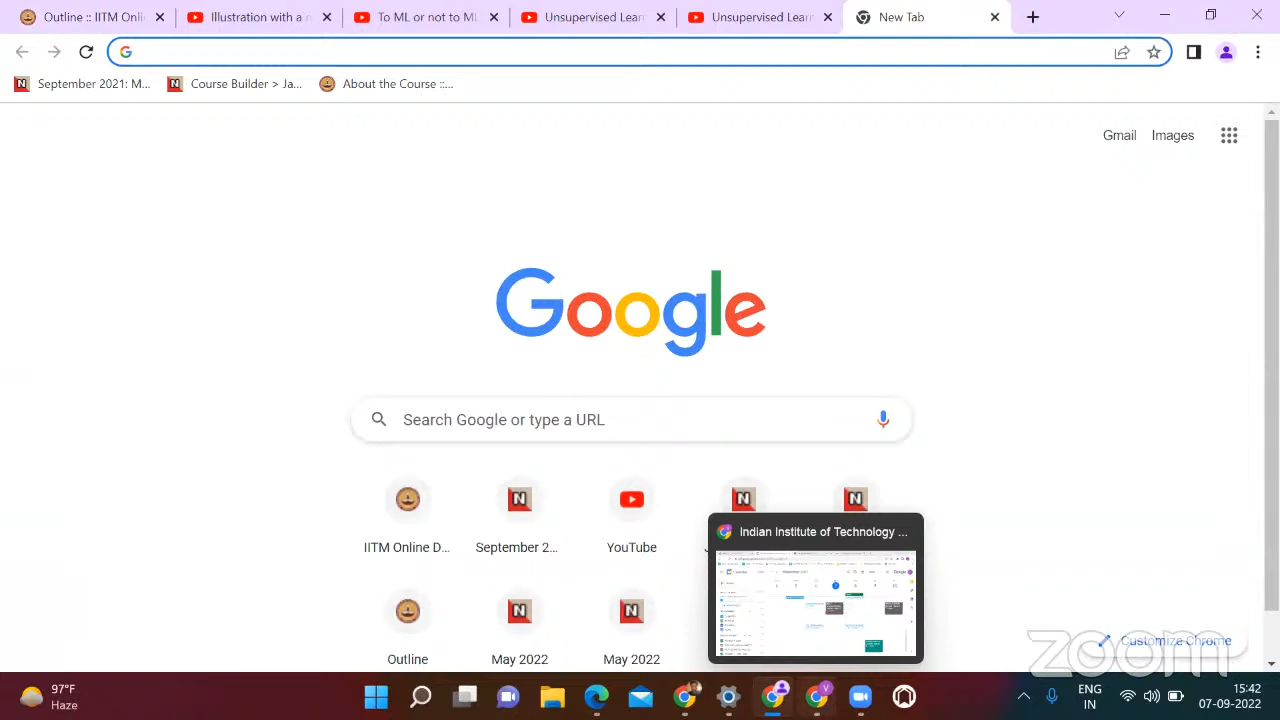 Outline :: IITM Onli
Illustration with a n
To ML or not to ML
Unsupervised Lear
Unsupervised Lear
New Tab
September 2021: M...
Course Builder > Ja...
About the Course ::...
Gmail
Images
Google
Search Google or type a URL
IITM Online D...
September 2...
YouTube
Indian Institute of Technology ...
Outline
May 2022
May 2022
Customize Chrome
zoom
97°F
Haze
ENG
IN
15:42
07-09-2022